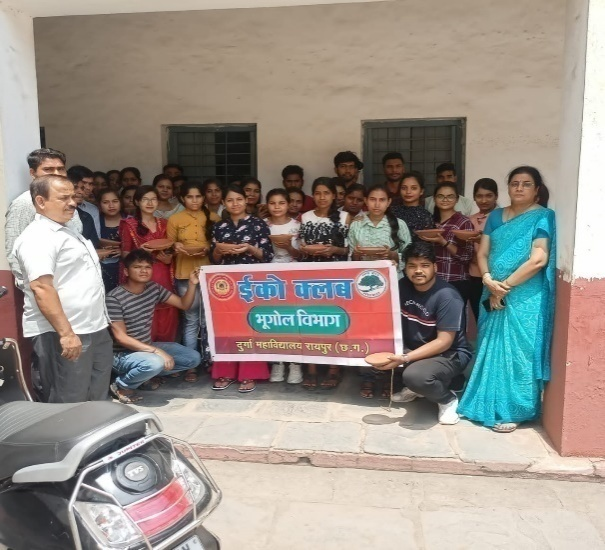 ईको क्लब
भूगोल विभाग
दुर्गा महाविद्यालय रायपुर (छ.ग.)